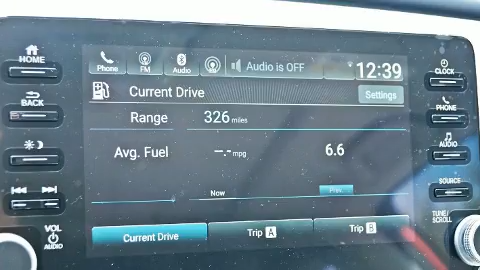 HOME
BACK
VOL
AUDIO
Phone
FM
Audio
Audio is OFF
12:39
Current Drive
Settings
Range 326 miles
Avg. Fuel --.- mpg 6.6
Now Prev.
Current Drive Trip A Trip B
CLOCK
PHONE
AUDIO
SOURCE
TUNE/
SCROLL